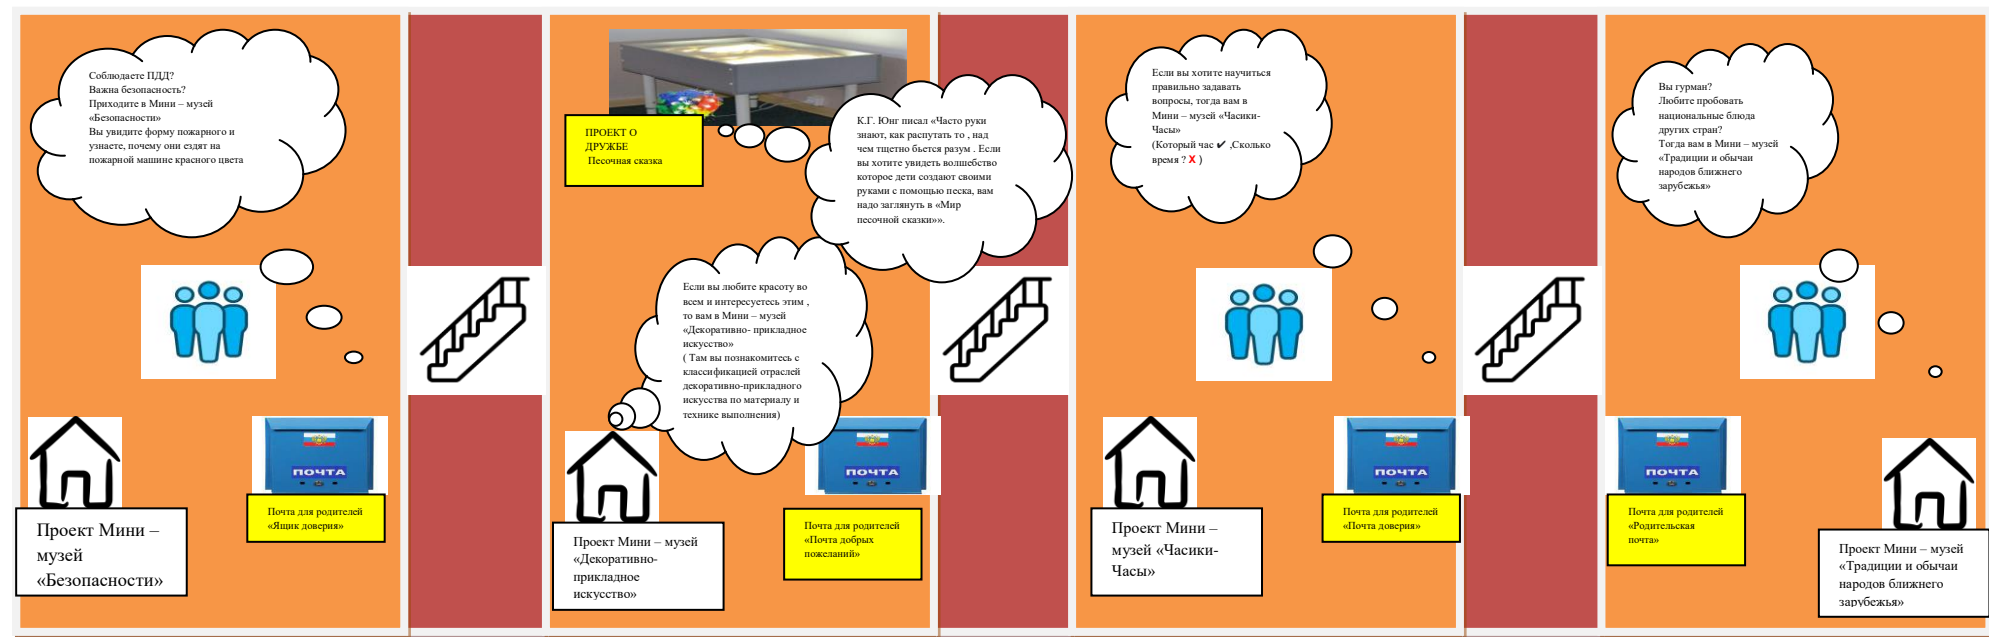 Соблюдаете ПДД?
Важна безопасность?
Приходите в Мини – музей
«Безопасности»
Вы увидите форму пожарного и
узнаете, почему они ездят на
пожарной машине красного цвета
ПОЧТА
Почта для родителей
«Ящик доверия»
Проект Мини –
музей
«Безопасности»
ПРОЕКТ О
ДРУЖБЕ
Песочная сказка
К.Г. Юнг писал «Часто руки
знают, как распутать то , над
чем тщетно бьется разум . Если
вы хотите увидеть волшебство
которое дети создают своими
руками с помощью песка, вам
надо заглянуть в «Мир
песочной сказки»».
Если вы любите красоту во
всем и интересуетесь этим ,
то вам в Мини – музей
«Декоративно- прикладное
искусство»
( Там вы познакомитесь с
классификацией отраслей
декоративно-прикладного
искусства по материалу и
технике выполнения)
ПОЧТА
Почта для родителей
«Почта добрых
пожеланий»
Проект Мини – музей
«Декоративно-
прикладное
искусство»
Если вы хотите научиться
правильно задавать
вопросы, тогда вам в
Мини – музей «Часики-
Часы»
(Который час ✔ ,Сколько
время ? X )
ПОЧТА
Почта для родителей
«Почта доверия»
Проект Мини –
музей «Часики-
Часы»
Вы гурман?
Любите пробовать
национальные блюда
других стран?
Тогда вам в Мини – музей
«Традиции и обычаи
народов ближнего
зарубежья»
ПОЧТА
Почта для родителей
«Родительская
почта»
Проект Мини – музей
«Традиции и обычаи
народов ближнего
зарубежья»